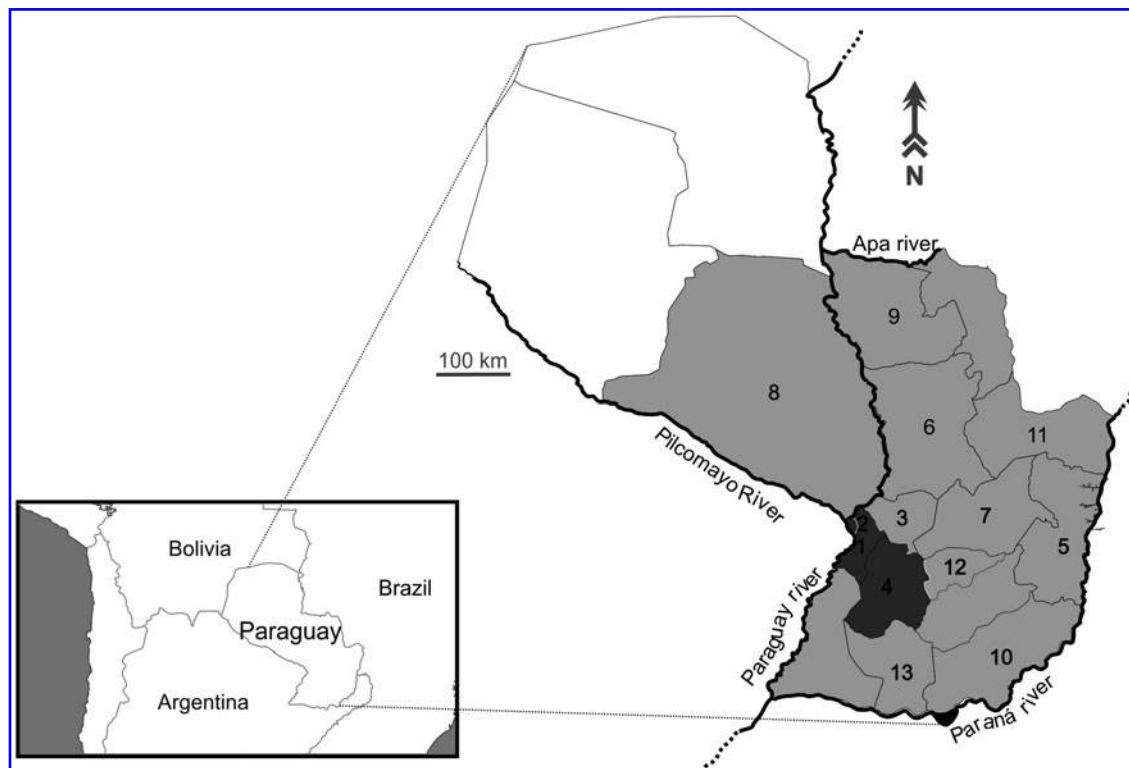 N
Apa river
9
100 km
8
6
11
Pilcomayo River
3
7
2
1
5
12
4
Paraguay river
13
10
Paraná river
Bolivia
Brazil
Paraguay
Argentina